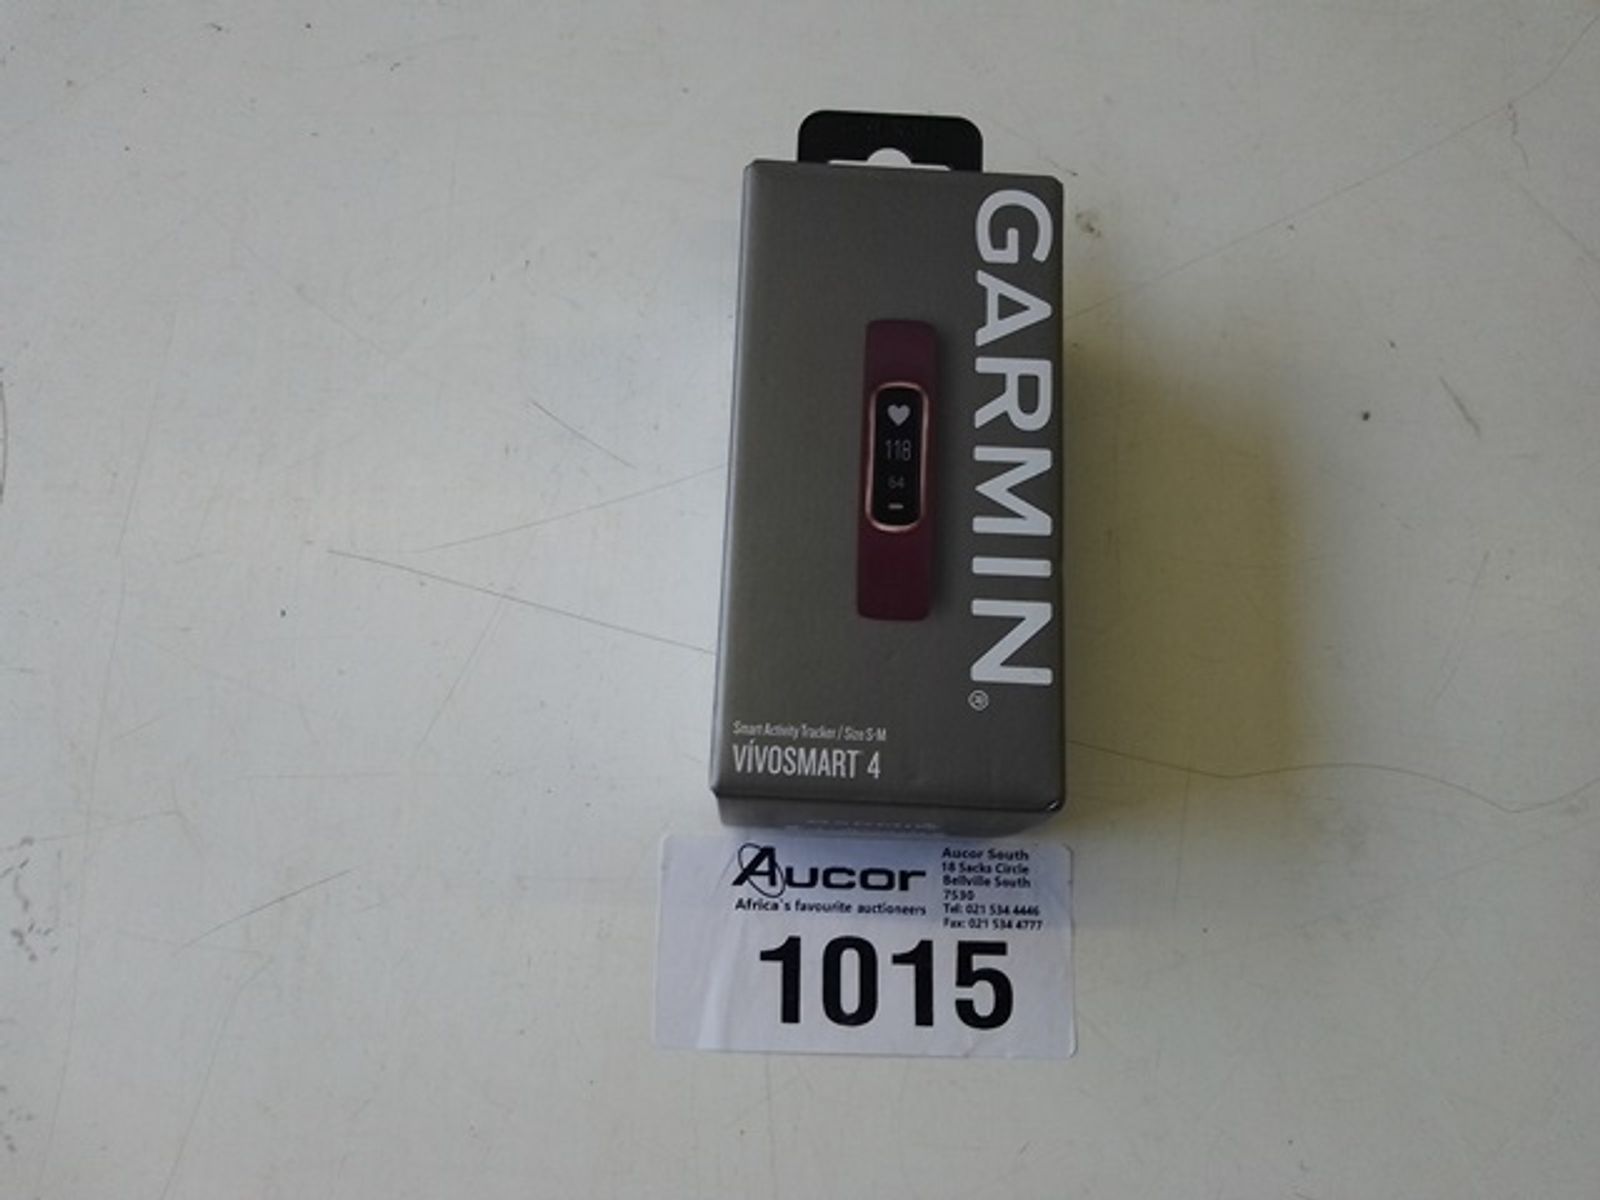 GARMIN®
118
64
Smart Activity Tracker / Size S-M
VÍVOSMART 4
Aucor
Africa's favourite auctioneers
Aucor South
18 Sacks Circle
Bellville South
7530
Tel: 021 534 4446
Fax: 021 534 4777
1015